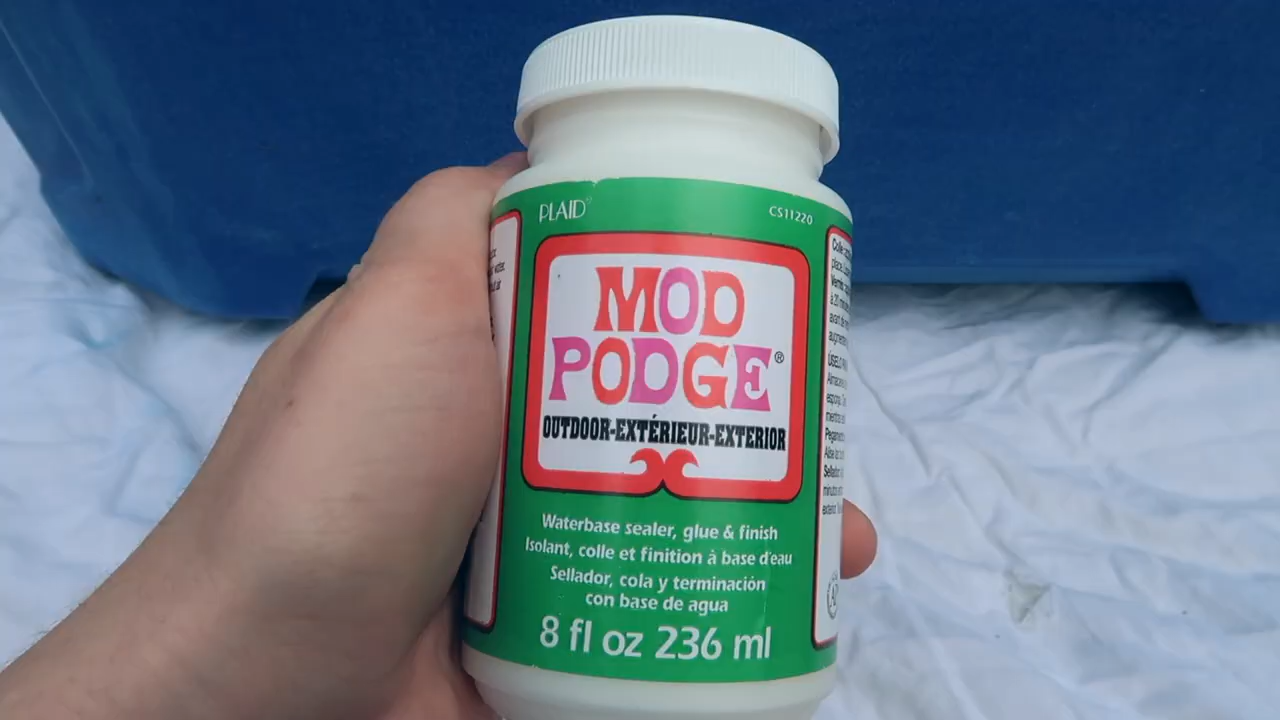 PLAID®
CS11220
MOD
PODGE®
OUTDOOR-EXTÉRIEUR-EXTERIOR
Waterbase sealer, glue & finish
Isolant, colle et finition à base d'eau
Sellador, cola y terminación
con base de agua
8 fl oz 236 ml